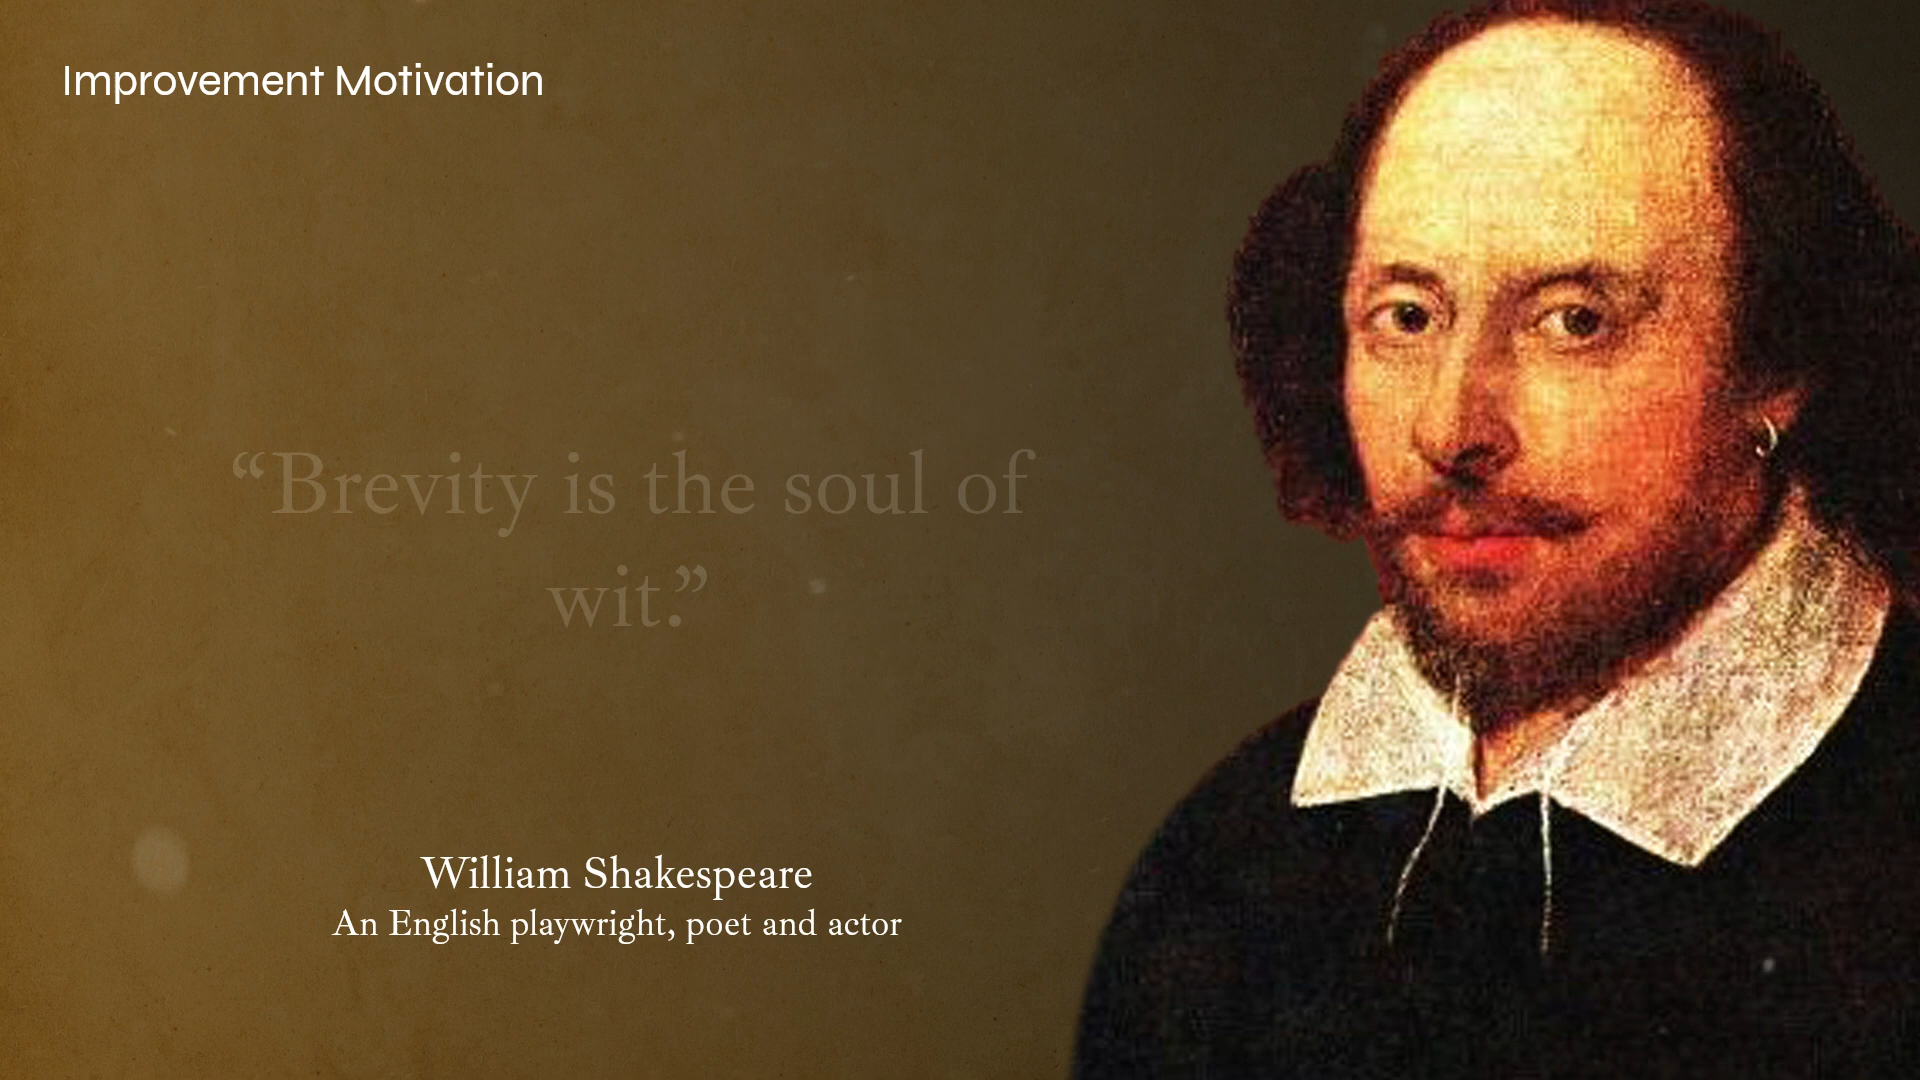 Improvement Motivation
“Brevity is the soul of
wit.”
William Shakespeare
An English playwright, poet and actor